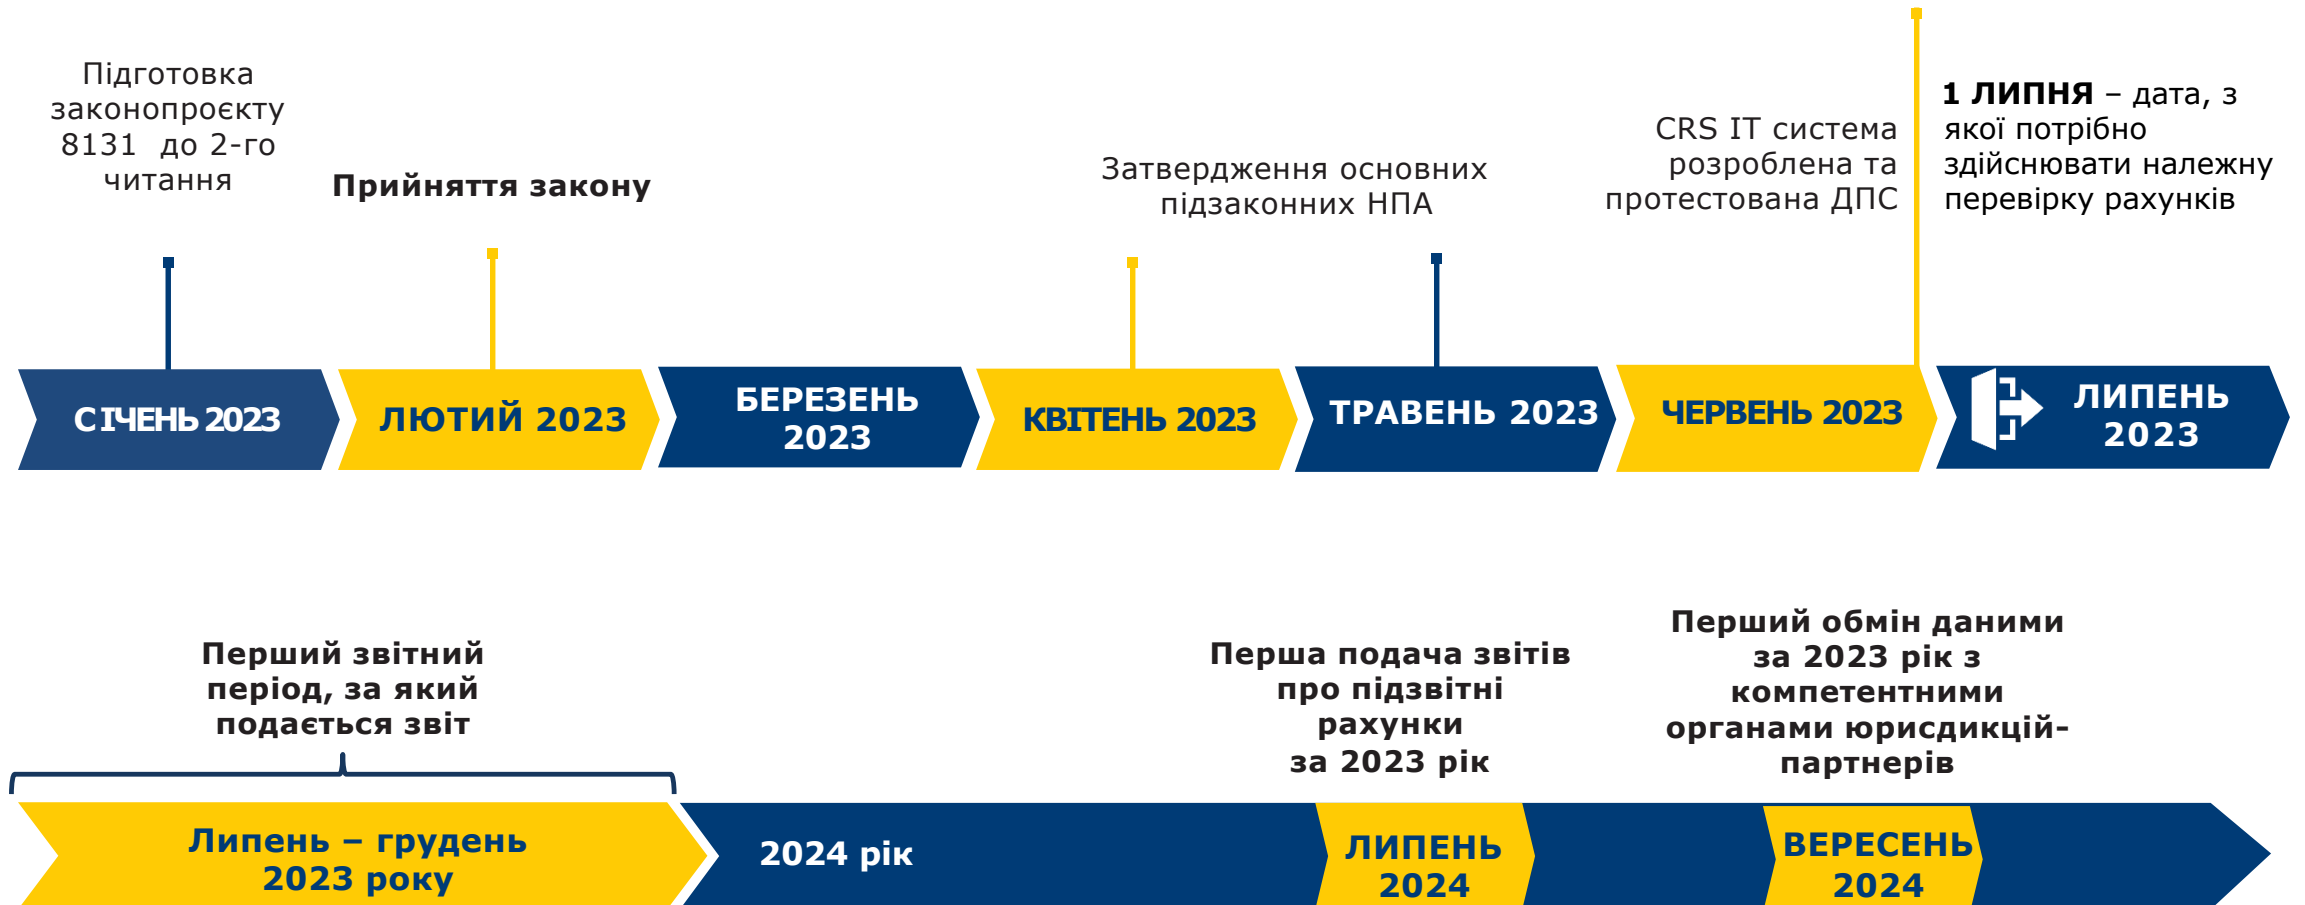 Підготовка
законопроєкту
8131 до 2-го
читання
Прийняття закону
Затвердження основних
підзаконних НПА
CRS IT система
розроблена та
протестована ДПС
1 ЛИПНЯ – дата, з
якої потрібно
здійснювати належну
перевірку рахунків
СІЧЕНЬ 2023
ЛЮТИЙ 2023
БЕРЕЗЕНЬ
2023
КВІТЕНЬ 2023
ТРАВЕНЬ 2023
ЧЕРВЕНЬ 2023
ЛИПЕНЬ
2023
Перший звітний
період, за який
подається звіт
Перша подача звітів
про підзвітні
рахунки
за 2023 рік
Перший обмін даними
за 2023 рік з
компетентними
органами юрисдикцій-
партнерів
Липень – грудень
2023 року
2024 рік
ЛИПЕНЬ
2024
ВЕРЕСЕНЬ
2024